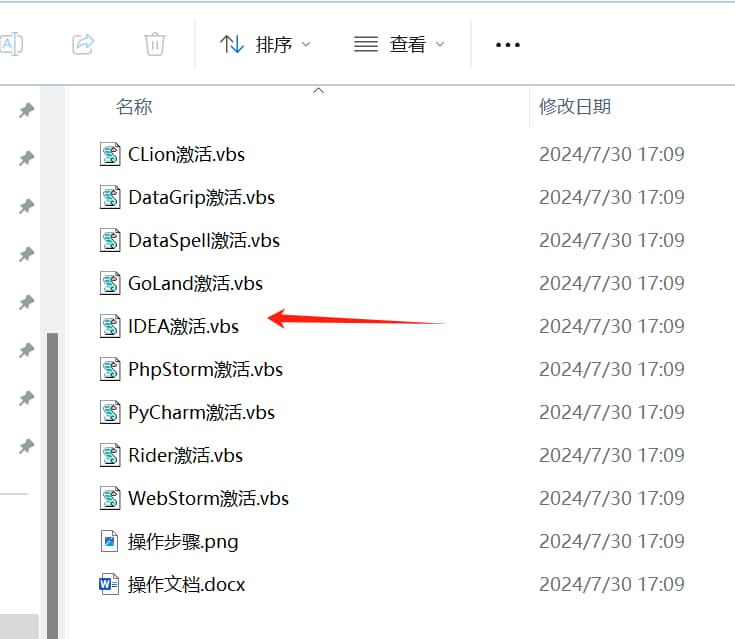 排序 查看
名称 修改日期
CLion激活.vbs 2024/7/30 17:09
DataGrip激活.vbs 2024/7/30 17:09
DataSpell激活.vbs 2024/7/30 17:09
GoLand激活.vbs 2024/7/30 17:09
IDEA激活.vbs 2024/7/30 17:09
PhpStorm激活.vbs 2024/7/30 17:09
PyCharm激活.vbs 2024/7/30 17:09
Rider激活.vbs 2024/7/30 17:09
WebStorm激活.vbs 2024/7/30 17:09
操作步骤.png 2024/7/30 17:09
操作文档.docx 2024/7/30 17:09